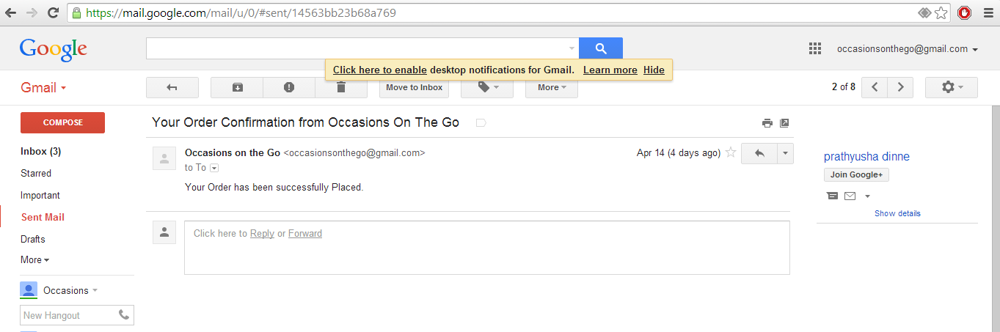 https://mail.google.com/mail/u/0/#sent/14563bb23b68a769
Google
occasionsonthego@gmail.com
Click here to enable desktop notifications for Gmail. Learn more Hide
Gmail
Move to Inbox
More
2 of 8
COMPOSE
Your Order Confirmation from Occasions On The Go
Inbox (3)
Starred
Important
Sent Mail
Drafts
More
Occasions on the Go <occasionsonthego@gmail.com>
Apr 14 (4 days ago)
to To
Your Order has been successfully Placed.
Click here to Reply or Forward
prathyusha dinne
Join Google+
Show details
Occasions
New Hangout